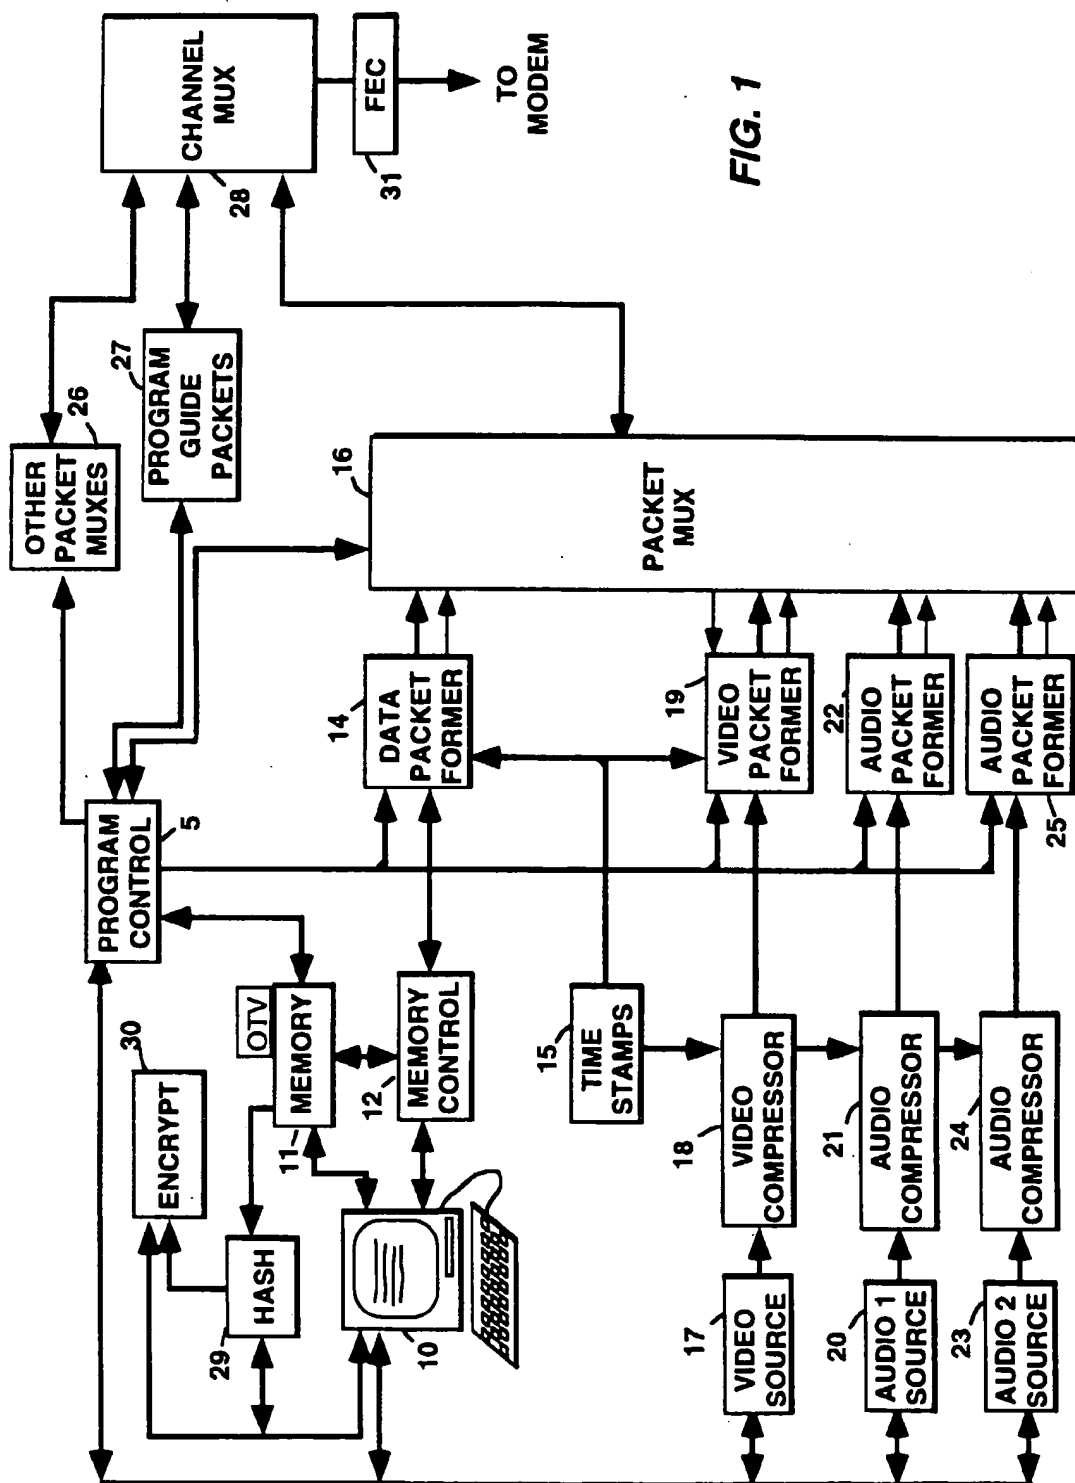 30
ENCRYPT
HASH
29
OTV
MEMORY
11
MEMORY
CONTROL
12
10
PROGRAM
CONTROL
5
OTHER
PACKET
MUXES
26
PROGRAM
GUIDE
PACKETS
27
CHANNEL
MUX
28
FEC
31
TO
MODEM
FIG. 1
14
DATA
PACKET
FORMER
16
PACKET
MUX
15
TIME
STAMPS
17
VIDEO
SOURCE
18
VIDEO
COMPRESSOR
19
VIDEO
PACKET
FORMER
20
AUDIO 1
SOURCE
21
AUDIO
COMPRESSOR
22
AUDIO
PACKET
FORMER
23
AUDIO 2
SOURCE
24
AUDIO
COMPRESSOR
AUDIO
PACKET
FORMER
25